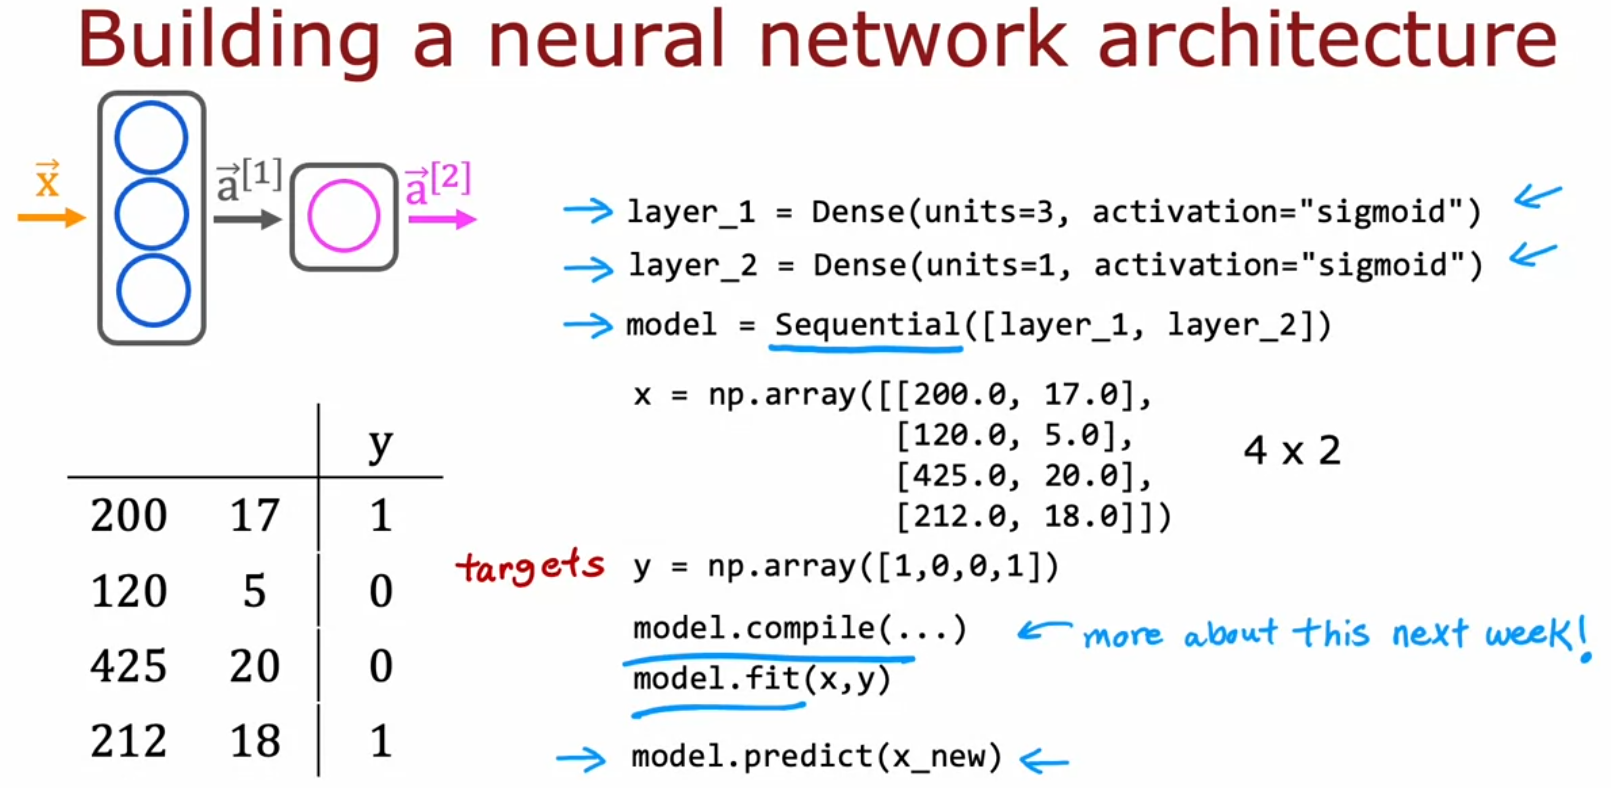 Building a neural network architecture
x⃗
a⃗[1]
a⃗[2]
→ layer_1 = Dense(units=3, activation="sigmoid") ←
→ layer_2 = Dense(units=1, activation="sigmoid") ←
→ model = Sequential([layer_1, layer_2])
x = np.array([[200.0, 17.0],
[120.0, 5.0],
[425.0, 20.0],
[212.0, 18.0]])
4 x 2
targets y = np.array([1,0,0,1])
model.compile(...) ← more about this next week!
model.fit(x,y)
→ model.predict(x_new) ←
y
200 17 1
120 5 0
425 20 0
212 18 1